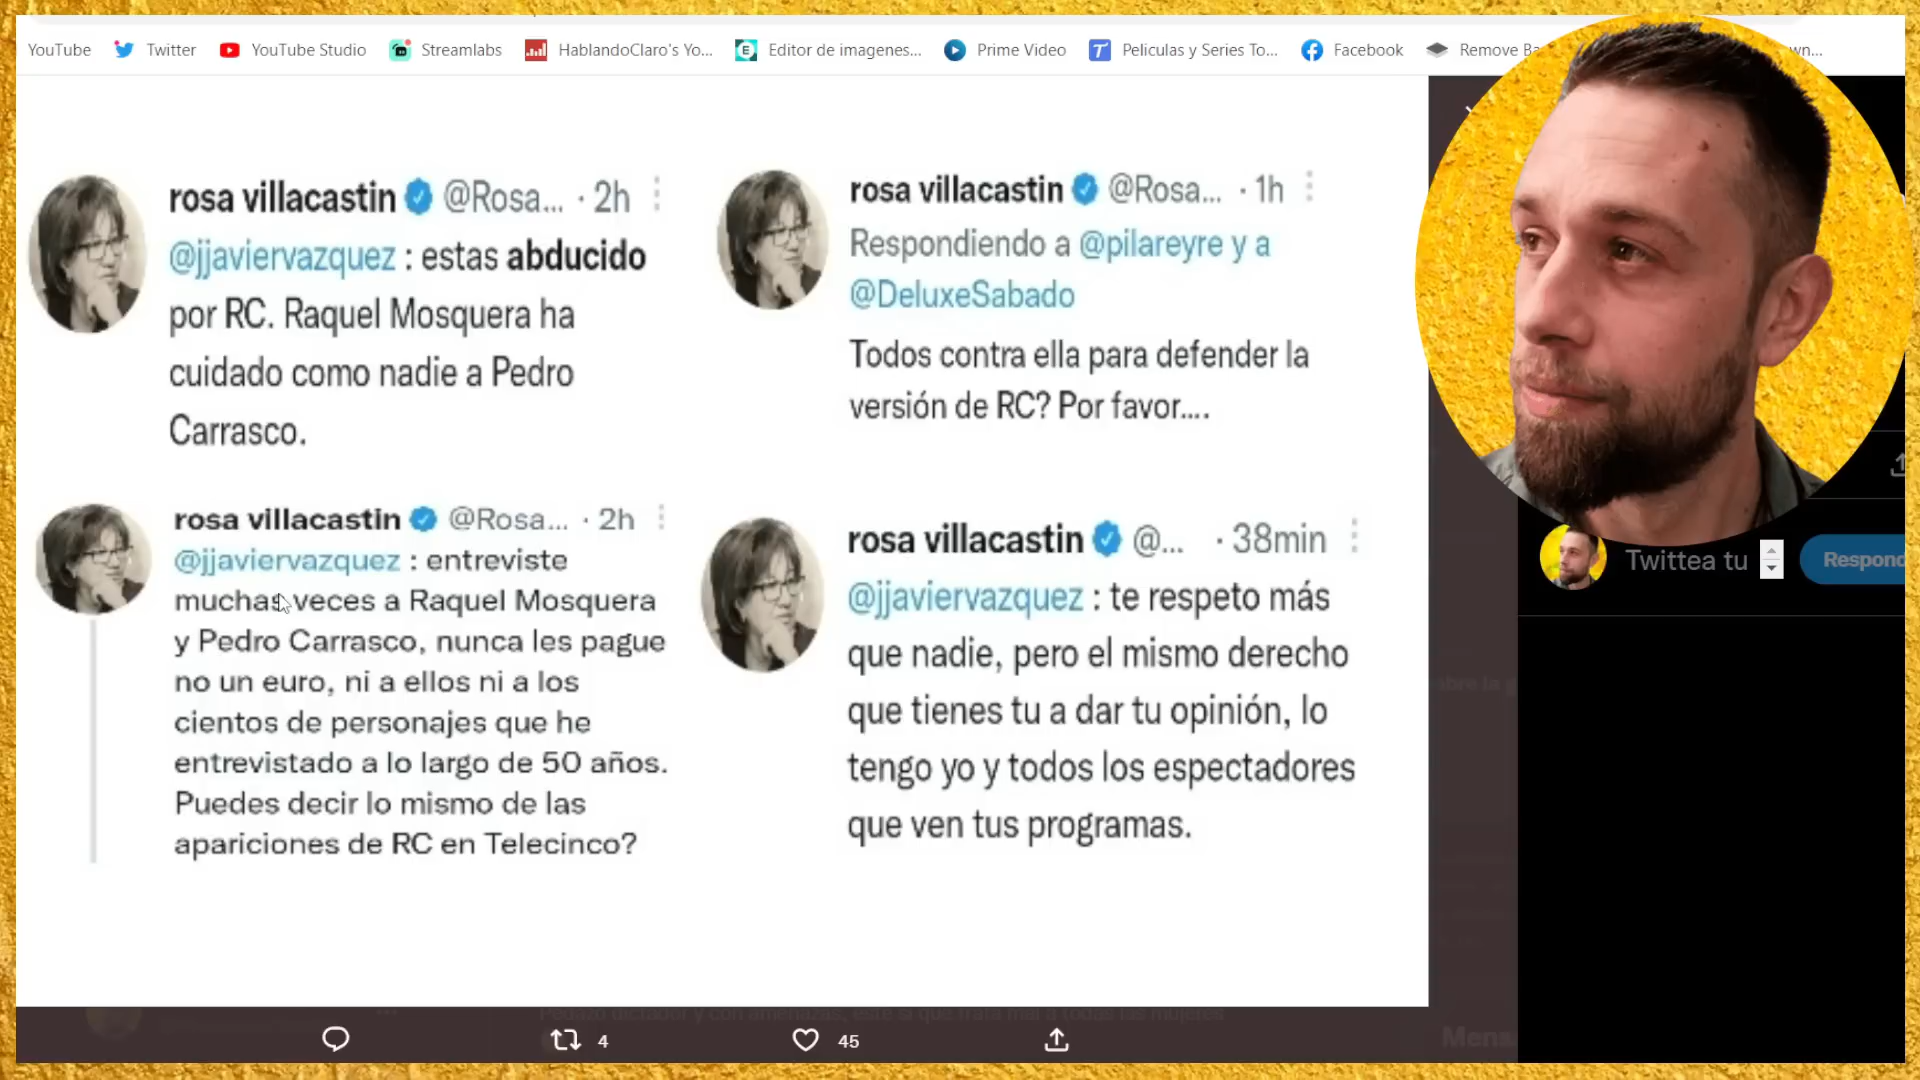 YouTube
Twitter
YouTube Studio
Streamlabs
HablandoClaro's Yo...
Editor de imagenes...
Prime Video
Peliculas y Series To...
Facebook
Remove
wn...
rosa villacastin @Rosa... · 2h
@jjaviervazquez : estas abducido
por RC. Raquel Mosquera ha
cuidado como nadie a Pedro
Carrasco.
rosa villacastin @Rosa... · 1h
Respondiendo a @pilareyre y a
@DeluxeSabado
Todos contra ella para defender la
versión de RC? Por favor....
rosa villacastin @Rosa... · 2h
@jjaviervazquez : entreviste
muchas veces a Raquel Mosquera
y Pedro Carrasco, nunca les pague
no un euro, ni a ellos ni a los
cientos de personajes que he
entrevistado a lo largo de 50 años.
Puedes decir lo mismo de las
apariciones de RC en Telecinco?
rosa villacastin @... · 38min
@jjaviervazquez : te respeto más
que nadie, pero el mismo derecho
que tienes tu a dar tu opinión, lo
tengo yo y todos los espectadores
que ven tus programas.
Twittea tu
Respond
4
45
Mens